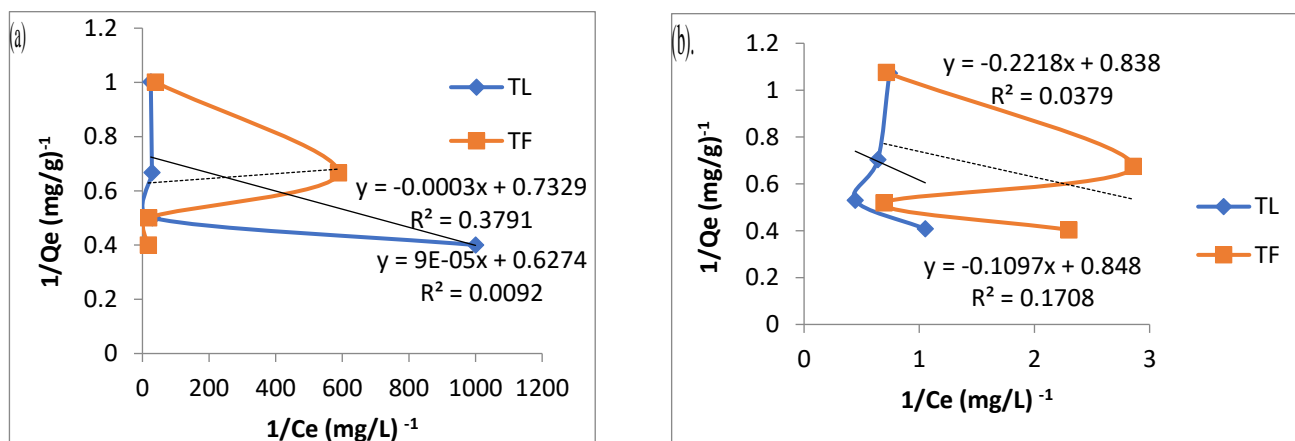 (a)
1.2
1
0.8
0.6
0.4
0.2
0
0 200 400 600 800 1000 1200
1/Qe (mg/g)⁻¹
1/Ce (mg/L) ⁻¹
TL
TF
y = -0.0003x + 0.7329
R² = 0.3791
y = 9E-05x + 0.6274
R² = 0.0092
(b).
1.2
1
0.8
0.6
0.4
0.2
0
0 1 2 3
1/Qe (mg/g)⁻¹
1/Ce (mg/L) ⁻¹
y = -0.2218x + 0.838
R² = 0.0379
TL
TF
y = -0.1097x + 0.848
R² = 0.1708